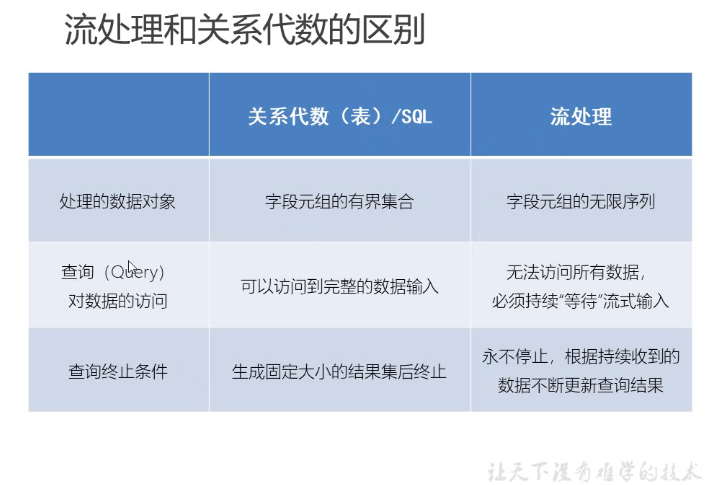 流处理和关系代数的区别
关系代数（表）/SQL
流处理
处理的数据对象
字段元组的有界集合
字段元组的无限序列
查询（Query）
对数据的访问
可以访问到完整的数据输入
无法访问所有数据，
必须持续“等待”流式输入
查询终止条件
生成固定大小的结果集后终止
永不停止，根据持续收到的
数据不断更新查询结果
让天下没有难学的技术